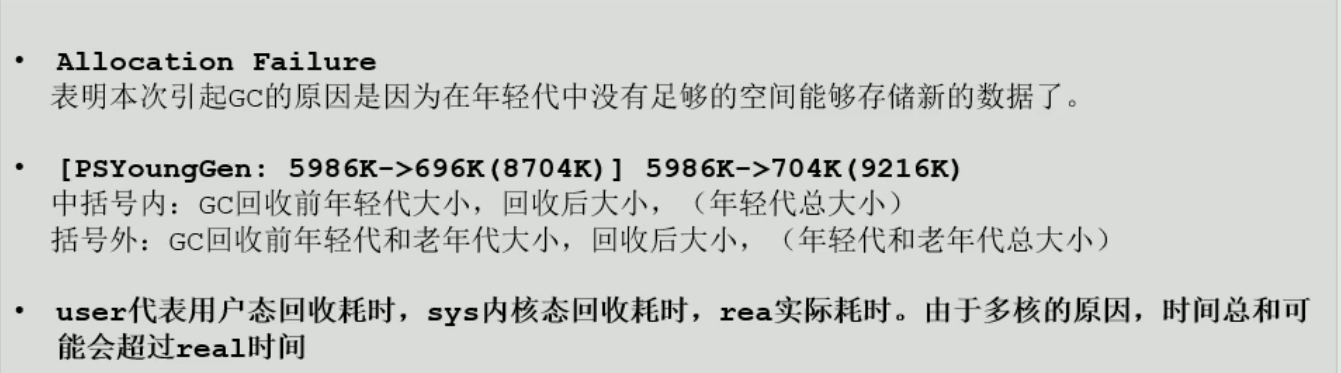 • Allocation Failure
表明本次引起GC的原因是因为在年轻代中没有足够的空间能够存储新的数据了。
• [PSYoungGen: 5986K->696K(8704K)] 5986K->704K(9216K)
中括号内：GC回收前年轻代大小，回收后大小，（年轻代总大小）
括号外：GC回收前年轻代和老年代大小，回收后大小，（年轻代和老年代总大小）
• user代表用户态回收耗时，sys内核态回收耗时，rea实际耗时。由于多核的原因，时间总和可
能会超过real时间